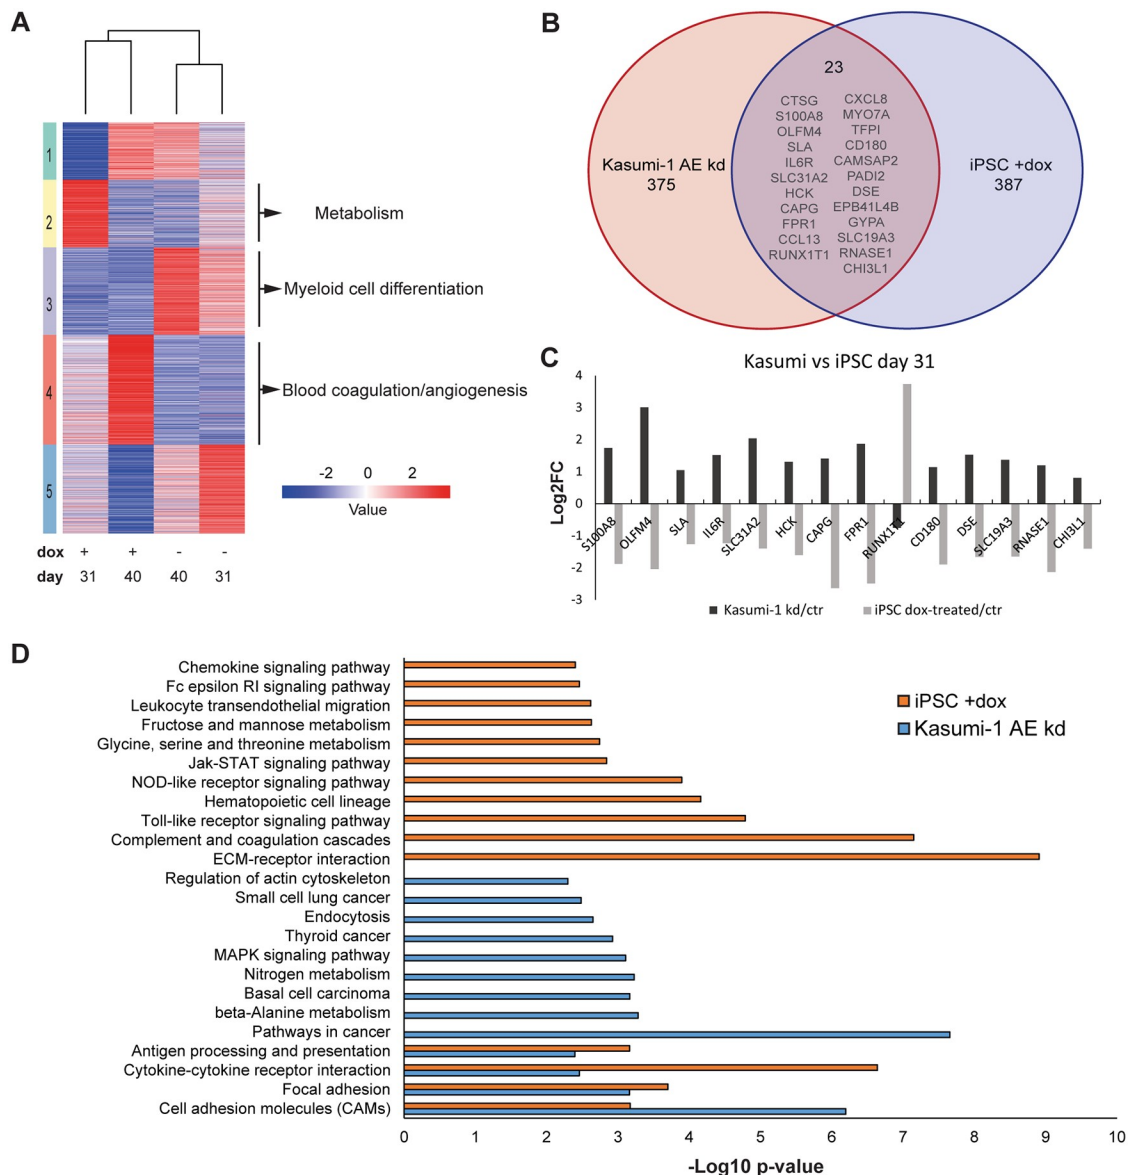 A
1
2
3
4
5
Metabolism
Myeloid cell differentiation
Blood coagulation/angiogenesis
-2 0 2
Value
dox + + - -
day 31 40 40 31
B
23
Kasumi-1 AE kd
375
CTSG
S100A8
OLFM4
SLA
IL6R
SLC31A2
HCK
CAPG
FPR1
CCL13
RUNX1T1
CXCL8
MYO7A
TFPI
CD180
CAMSAP2
PADI2
DSE
EPB41L4B
GYPA
SLC19A3
RNASE1
CHI3L1
iPSC +dox
387
C
Kasumi vs iPSC day 31
Log2FC
4
3
2
1
0
-1
-2
-3
S100A8
OLFM4
SLA
IL6R
SLC31A2
HCK
CAPG
FPR1
RUNX1T1
CD180
DSE
SLC19A3
RNASE1
CHI3L1
Kasumi-1 kd/ctr
iPSC dox-treated/ctr
D
Chemokine signaling pathway
Fc epsilon RI signaling pathway
Leukocyte transendothelial migration
Fructose and mannose metabolism
Glycine, serine and threonine metabolism
Jak-STAT signaling pathway
NOD-like receptor signaling pathway
Hematopoietic cell lineage
Toll-like receptor signaling pathway
Complement and coagulation cascades
ECM-receptor interaction
Regulation of actin cytoskeleton
Small cell lung cancer
Endocytosis
Thyroid cancer
MAPK signaling pathway
Nitrogen metabolism
Basal cell carcinoma
beta-Alanine metabolism
Pathways in cancer
Antigen processing and presentation
Cytokine-cytokine receptor interaction
Focal adhesion
Cell adhesion molecules (CAMs)
iPSC +dox
Kasumi-1 AE kd
0 1 2 3 4 5 6 7 8 9 10
-Log10 p-value